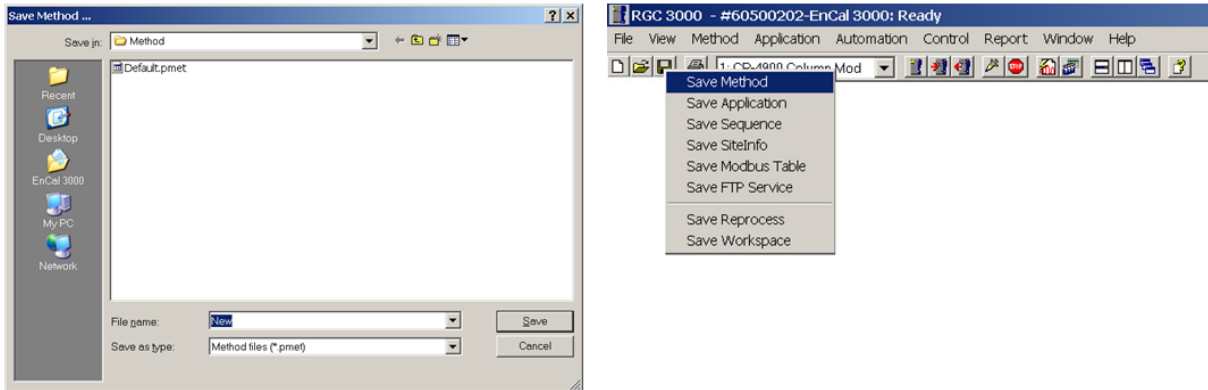 Save Method ...
Save in: Method
Default.pmet
Recent
Desktop
EnCal 3000
My PC
Network
File name: New
Save
Save as type: Method files (*.pmet)
Cancel
RGC 3000 - #60500202-EnCal 3000: Ready
File View Method Application Automation Control Report Window Help
1: CP-4900 Column Mod
STOP
Save Method
Save Application
Save Sequence
Save SiteInfo
Save Modbus Table
Save FTP Service
Save Reprocess
Save Workspace